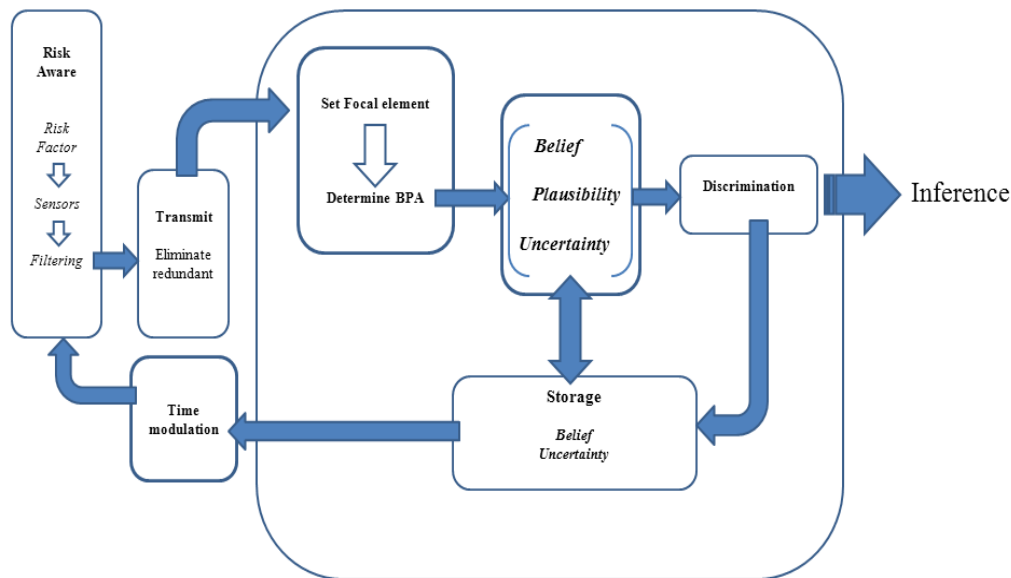 Risk
Aware
Risk
Factor
Sensors
Filtering
Transmit
Eliminate
redundant
Set Focal element
Determine BPA
Belief
Plausibility
Uncertainty
Discrimination
Inference
Storage
Belief
Uncertainty
Time
modulation